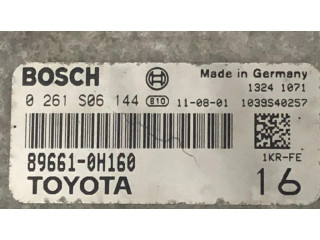 BOSCH Made in Germany
1324 1071
0 261 S06 144 810 11-08-01 1039S40257
89661-0H160 1KR-FE
TOYOTA 16